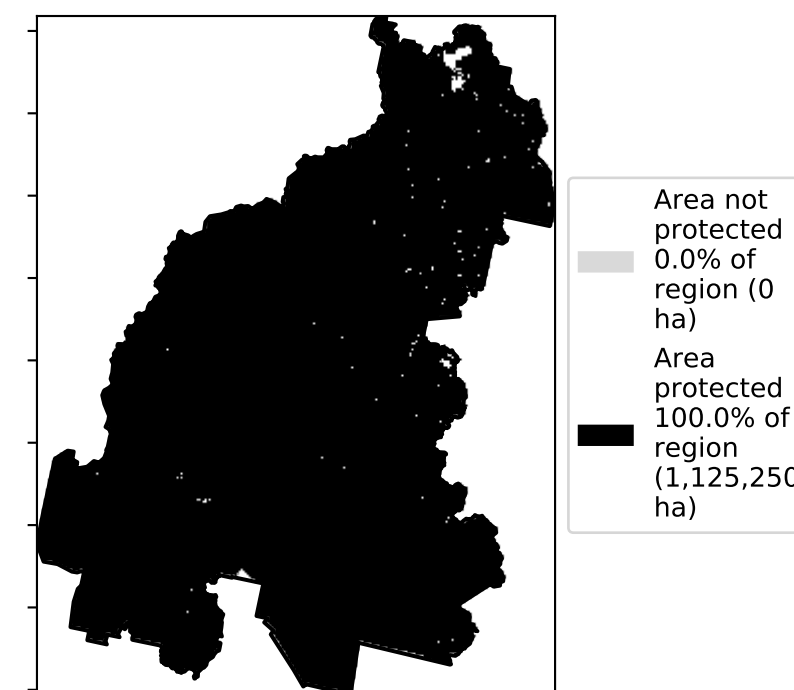 Area not
protected
0.0% of
region (0
ha)
Area
protected
100.0% of
region
(1,125,250
ha)